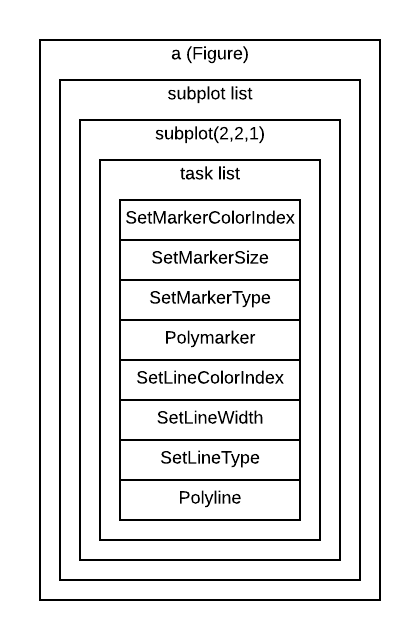 a (Figure)
subplot list
subplot(2,2,1)
task list
SetMarkerColorIndex
SetMarkerSize
SetMarkerType
Polymarker
SetLineColorIndex
SetLineWidth
SetLineType
Polyline